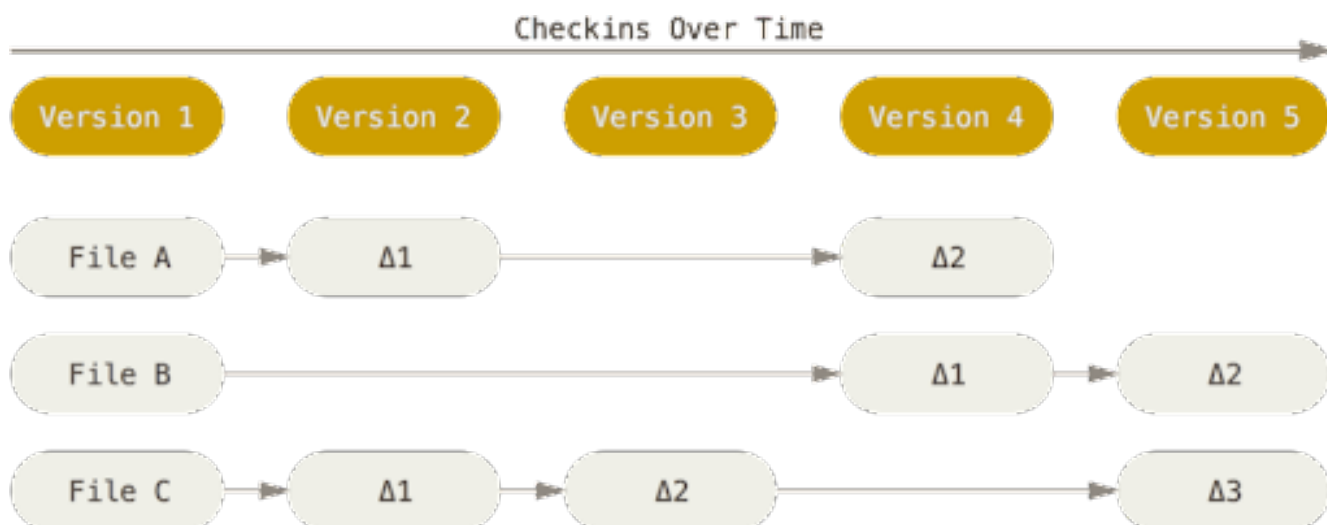 Checkins Over Time
Version 1 Version 2 Version 3 Version 4 Version 5
File A Δ1 Δ2
File B Δ1 Δ2
File C Δ1 Δ2 Δ3